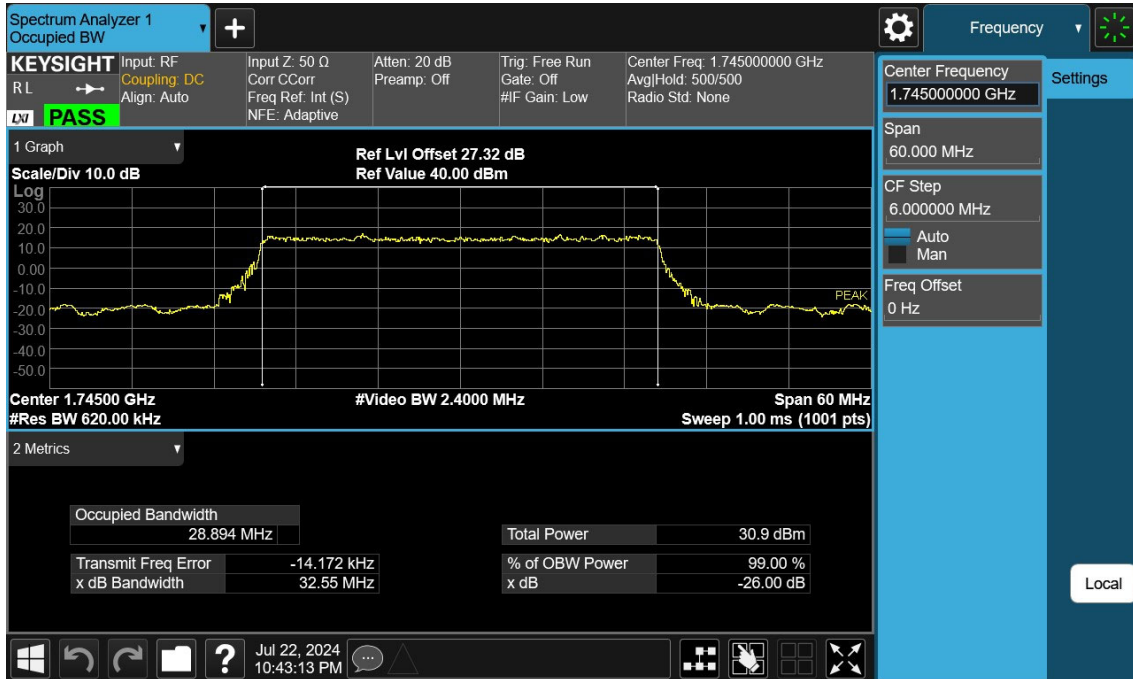 Spectrum Analyzer 1
Occupied BW
+
Frequency
KEYSIGHT
R L
LXI
PASS
Input: RF
Coupling: DC
Align: Auto
Input Z: 50 Ω
Corr CCorr
Freq Ref: Int (S)
NFE: Adaptive
Atten: 20 dB
Preamp: Off
Trig: Free Run
Gate: Off
#IF Gain: Low
Center Freq: 1.745000000 GHz
Avg|Hold: 500/500
Radio Std: None
1 Graph
Scale/Div 10.0 dB
Ref Lvl Offset 27.32 dB
Ref Value 40.00 dBm
Log
30.0
20.0
10.0
0.00
-10.0
-20.0
-30.0
-40.0
-50.0
PEAK
Center 1.74500 GHz
#Video BW 2.4000 MHz
Span 60 MHz
#Res BW 620.00 kHz
Sweep 1.00 ms (1001 pts)
2 Metrics
Occupied Bandwidth
28.894 MHz
Total Power 30.9 dBm
Transmit Freq Error -14.172 kHz
% of OBW Power 99.00 %
x dB Bandwidth 32.55 MHz
x dB -26.00 dB
Center Frequency
1.745000000 GHz
Settings
Span
60.000 MHz
CF Step
6.000000 MHz
Auto
Man
Freq Offset
0 Hz
Local
?
Jul 22, 2024
10:43:13 PM